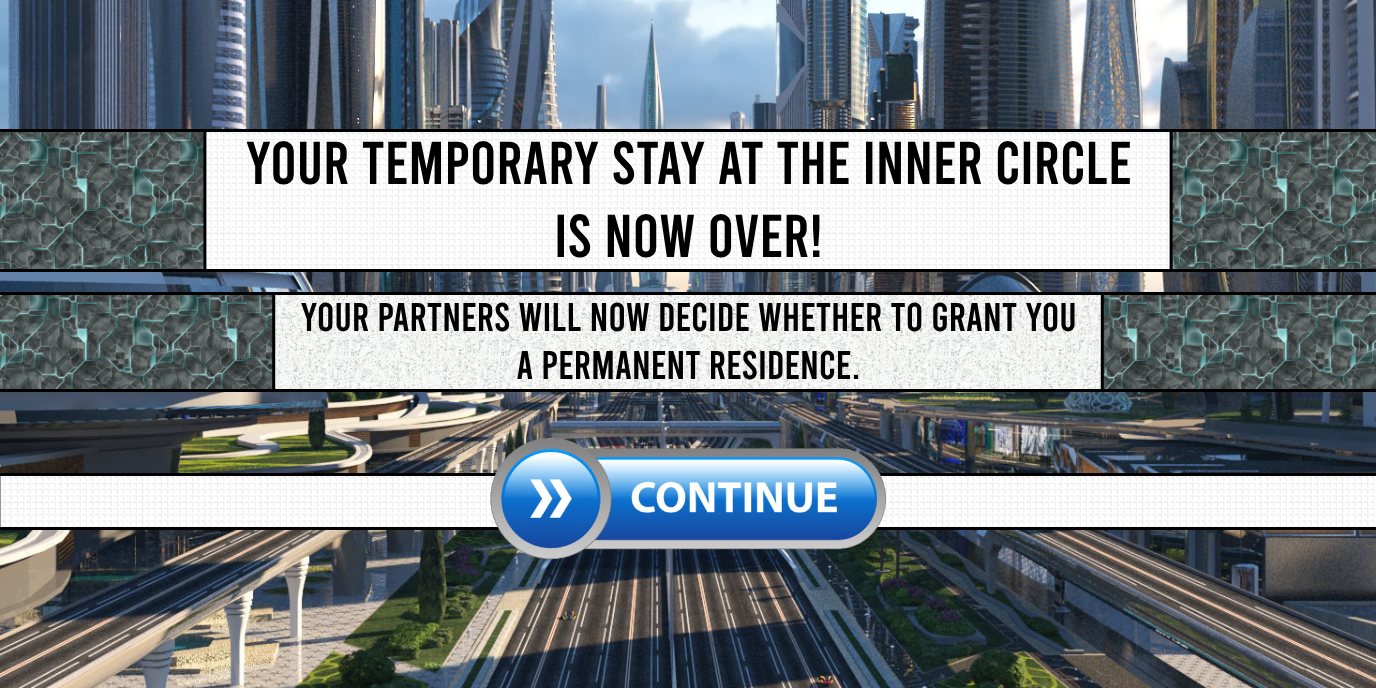 YOUR TEMPORARY STAY AT THE INNER CIRCLE
IS NOW OVER!
YOUR PARTNERS WILL NOW DECIDE WHETHER TO GRANT YOU
A PERMANENT RESIDENCE.
CONTINUE